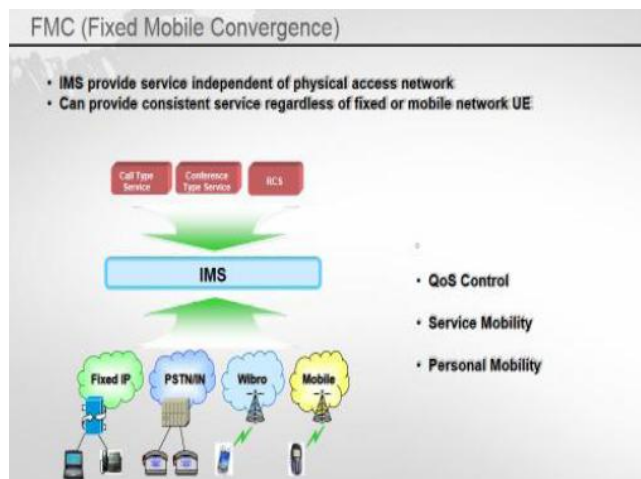 FMC (Fixed Mobile Convergence)
• IMS provide service independent of physical access network
• Can provide consistent service regardless of fixed or mobile network UE
Call Type
Service
Conference
Type Service
RCS
IMS
• QoS Control
• Service Mobility
• Personal Mobility
Fixed IP
PSTN/IN
Wibro
Mobile